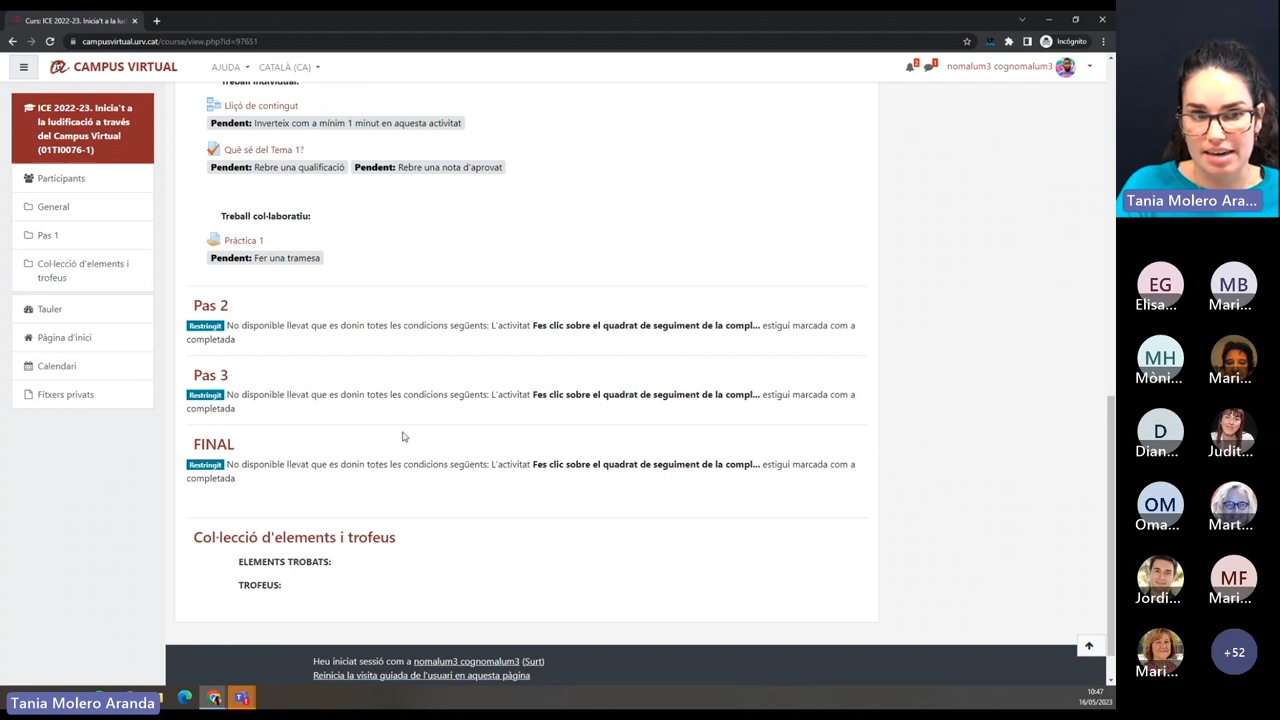 Curs: ICE 2022-23. Inicia't a la lud
Incógnito
campusvirtual.urv.cat/course/view.php?id=97651
CAMPUS VIRTUAL
AJUDA
CATALÀ (CA)
2
1
nomalum3 cognomalum3
ICE 2022-23. Inicia't a
la ludificació a través
del Campus Virtual
(01TI0076-1)
Participants
General
Pas 1
Col·lecció d'elements i
trofeus
Tauler
Pàgina d'inici
Calendari
Fitxers privats
Treball individual:
Lliçó de contingut
Pendent: Inverteix com a mínim 1 minut en aquesta activitat
Què sé del Tema 1?
Pendent: Rebre una qualificació Pendent: Rebre una nota d'aprovat
Treball col·laboratiu:
Pràctica 1
Pendent: Fer una tramesa
Pas 2
Restringit No disponible llevat que es donin totes les condicions següents: L'activitat Fes clic sobre el quadrat de seguiment de la compl... estigui marcada com a
completada
Pas 3
Restringit No disponible llevat que es donin totes les condicions següents: L'activitat Fes clic sobre el quadrat de seguiment de la compl... estigui marcada com a
completada
FINAL
Restringit No disponible llevat que es donin totes les condicions següents: L'activitat Fes clic sobre el quadrat de seguiment de la compl... estigui marcada com a
completada
Col·lecció d'elements i trofeus
ELEMENTS TROBATS:
TROFEUS:
Heu iniciat sessió com a nomalum3 cognomalum3 (Surt)
Reinicia la visita guiada de l'usuari en aquesta pàgina
Tania Molero Aranda
10:47
16/05/2023
Tania Molero Ara...
EG
MB
Elisa...
Mari...
MH
Mòni...
Mari...
D
Dian...
Judit...
OM
Oma...
Mart...
MF
Jordi...
Mari...
+52
Mari...